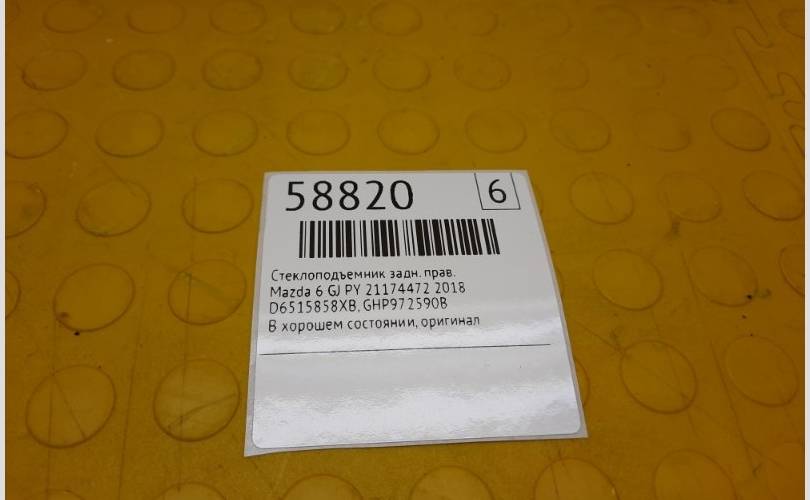 58820 6
Стеклоподъемник задн. прав.
Mazda 6 GJ PY 21174472 2018
D6515858XB, GHP972590B
В хорошем состоянии, оригинал